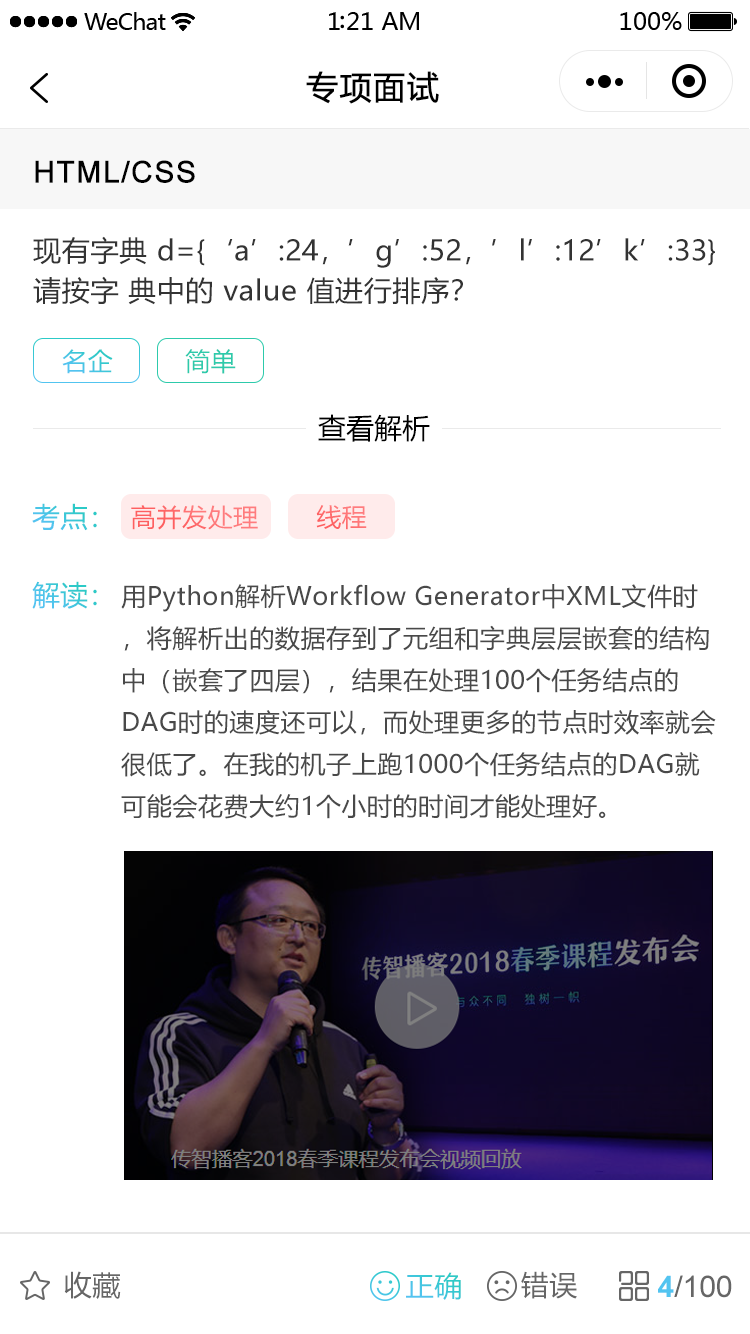 WeChat 1:21 AM 100%
专项面试
HTML/CSS
现有字典 d={‘a’:24，’g’:52，’l’:12’k’:33}
请按字 典中的 value 值进行排序？
名企 简单
查看解析
考点： 高并发处理 线程
解读： 用Python解析Workflow Generator中XML文件时
，将解析出的数据存到了元组和字典层层嵌套的结构
中（嵌套了四层），结果在处理100个任务结点的
DAG时的速度还可以，而处理更多的节点时效率就会
很低了。在我的机子上跑1000个任务结点的DAG就
可能会花费大约1个小时的时间才能处理好。
传智播客2018春季课程发布会
与众不同 独树一帜
传智播客2018春季课程发布会视频回放
收藏 正确 错误 4/100